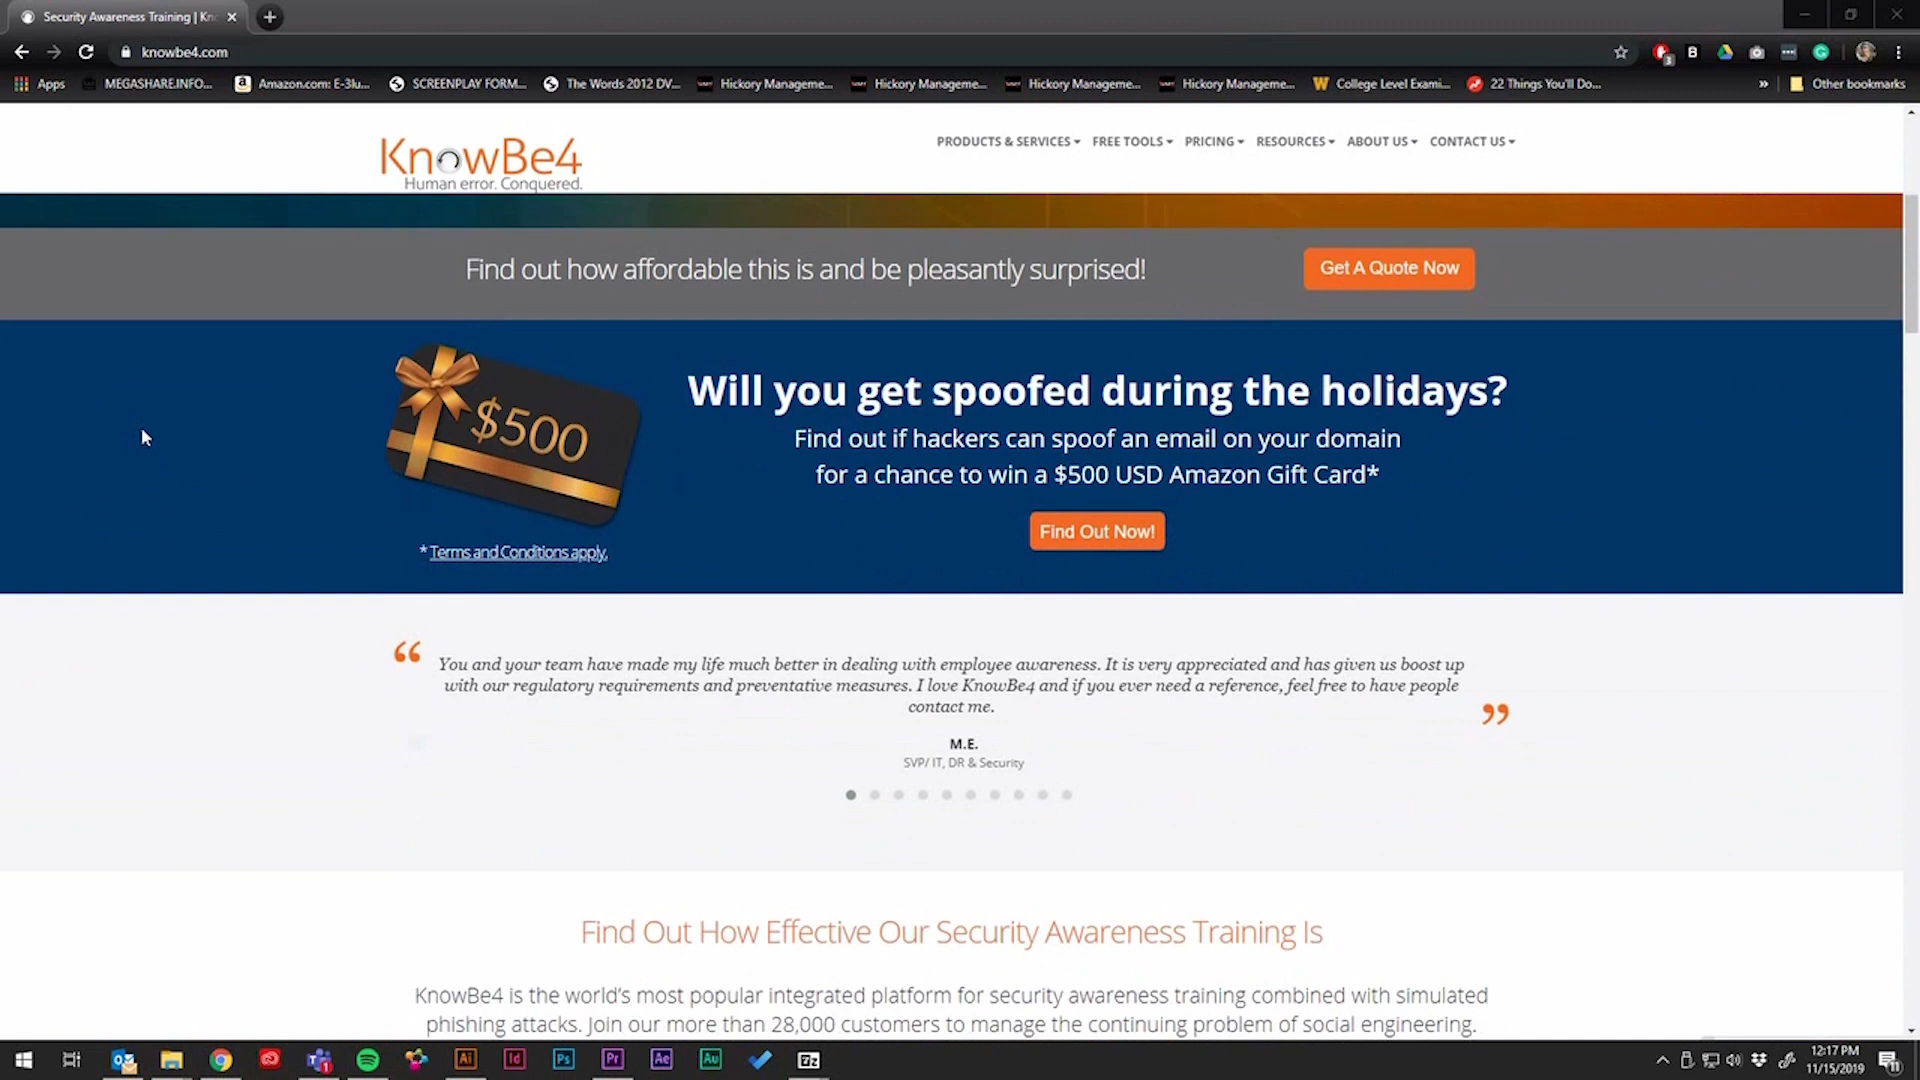 Security Awareness Training | Kn
knowbe4.com
3
B
Apps
MEGASHARE.INFO...
Amazon.com: E-3lu...
SCREENPLAY FORM...
The Words 2012 DV...
Hickory Manageme...
Hickory Manageme...
Hickory Manageme...
Hickory Manageme...
College Level Exami...
22 Things You'll Do...
»
Other bookmarks
KnowBe4
Human error. Conquered.
PRODUCTS & SERVICES
FREE TOOLS
PRICING
RESOURCES
ABOUT US
CONTACT US
Find out how affordable this is and be pleasantly surprised!
Get A Quote Now
$500
Will you get spoofed during the holidays?
Find out if hackers can spoof an email on your domain
for a chance to win a $500 USD Amazon Gift Card*
Find Out Now!
* Terms and Conditions apply.
“ You and your team have made my life much better in dealing with employee awareness. It is very appreciated and has given us boost up
with our regulatory requirements and preventative measures. I love KnowBe4 and if you ever need a reference, feel free to have people
contact me. ”
M.E.
SVP/ IT, DR & Security
Find Out How Effective Our Security Awareness Training Is
KnowBe4 is the world's most popular integrated platform for security awareness training combined with simulated
phishing attacks. Join our more than 28,000 customers to manage the continuing problem of social engineering.
Ai
Id
Ps
Pr
Ae
Au
12:17 PM
11/15/2019
11